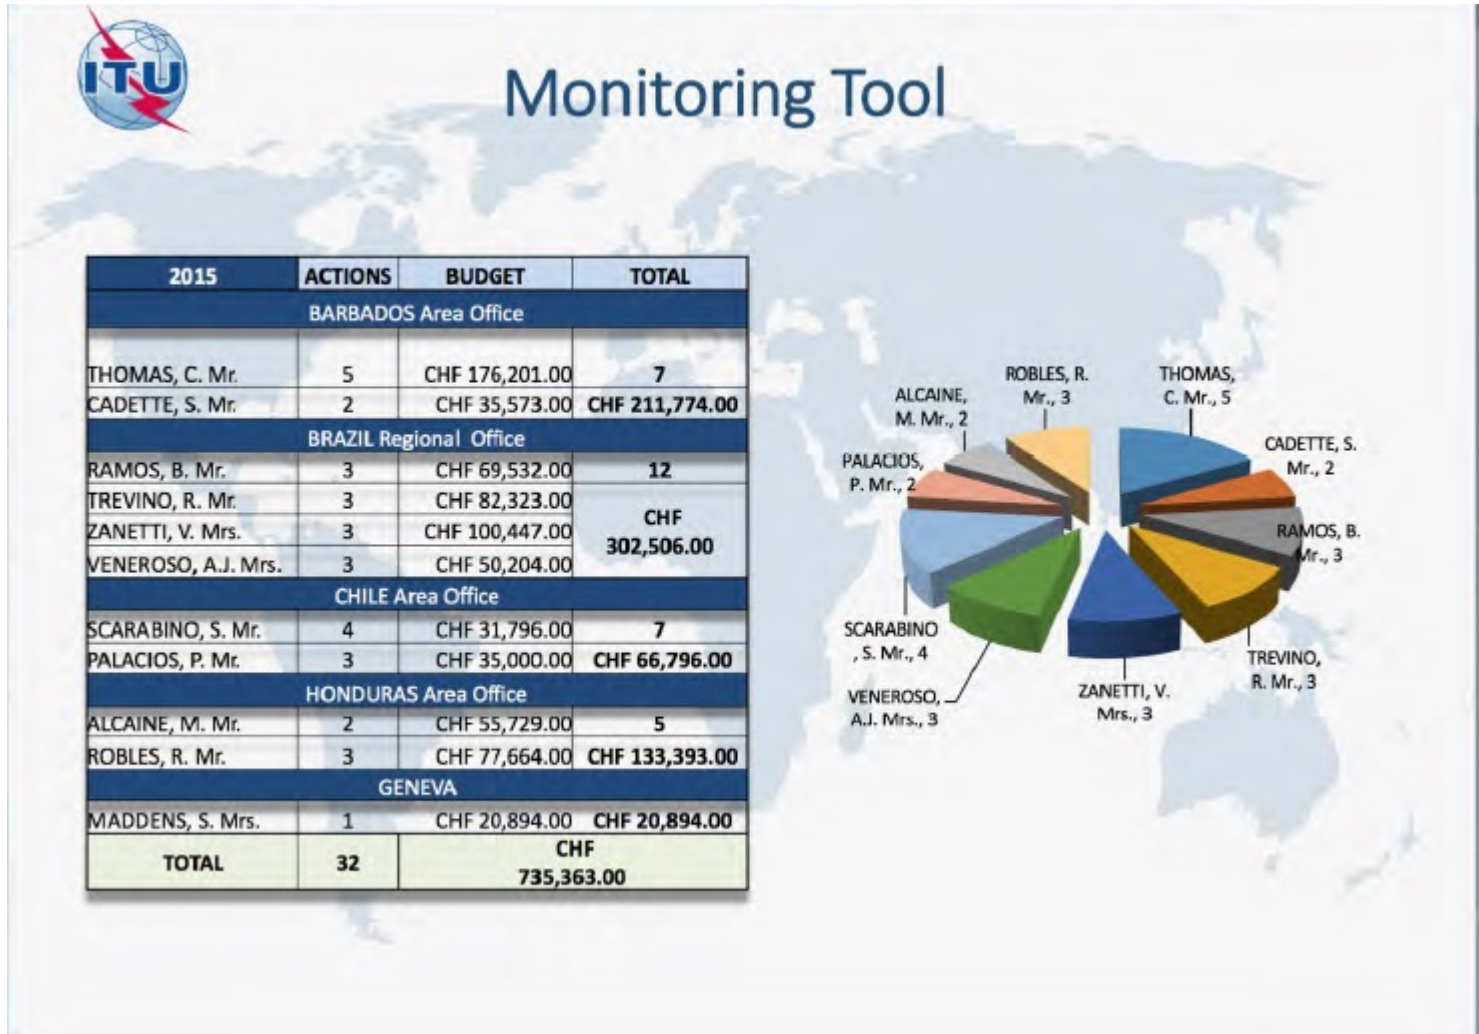 ITU
Monitoring Tool
2015 ACTIONS BUDGET TOTAL
BARBADOS Area Office
THOMAS, C. Mr. 5 CHF 176,201.00 7
CADETTE, S. Mr. 2 CHF 35,573.00 CHF 211,774.00
BRAZIL Regional Office
RAMOS, B. Mr. 3 CHF 69,532.00 12
TREVINO, R. Mr. 3 CHF 82,323.00
ZANETTI, V. Mrs. 3 CHF 100,447.00
CHF
302,506.00
VENEROSO, A.J. Mrs. 3 CHF 50,204.00
CHILE Area Office
SCARABINO, S. Mr. 4 CHF 31,796.00 7
PALACIOS, P. Mr. 3 CHF 35,000.00 CHF 66,796.00
HONDURAS Area Office
ALCAINE, M. Mr. 2 CHF 55,729.00 5
ROBLES, R. Mr. 3 CHF 77,664.00 CHF 133,393.00
GENEVA
MADDENS, S. Mrs. 1 CHF 20,894.00 CHF 20,894.00
TOTAL 32 CHF
735,363.00
ROBLES, R.
Mr., 3
THOMAS,
C. Mr., 5
ALCAINE,
M. Mr., 2
CADETTE, S.
Mr., 2
PALACIOS,
P. Mr., 2
RAMOS, B.
Mr., 3
SCARABINO
, S. Mr., 4
TREVINO,
R. Mr., 3
VENEROSO,
A.J. Mrs., 3
ZANETTI, V.
Mrs., 3